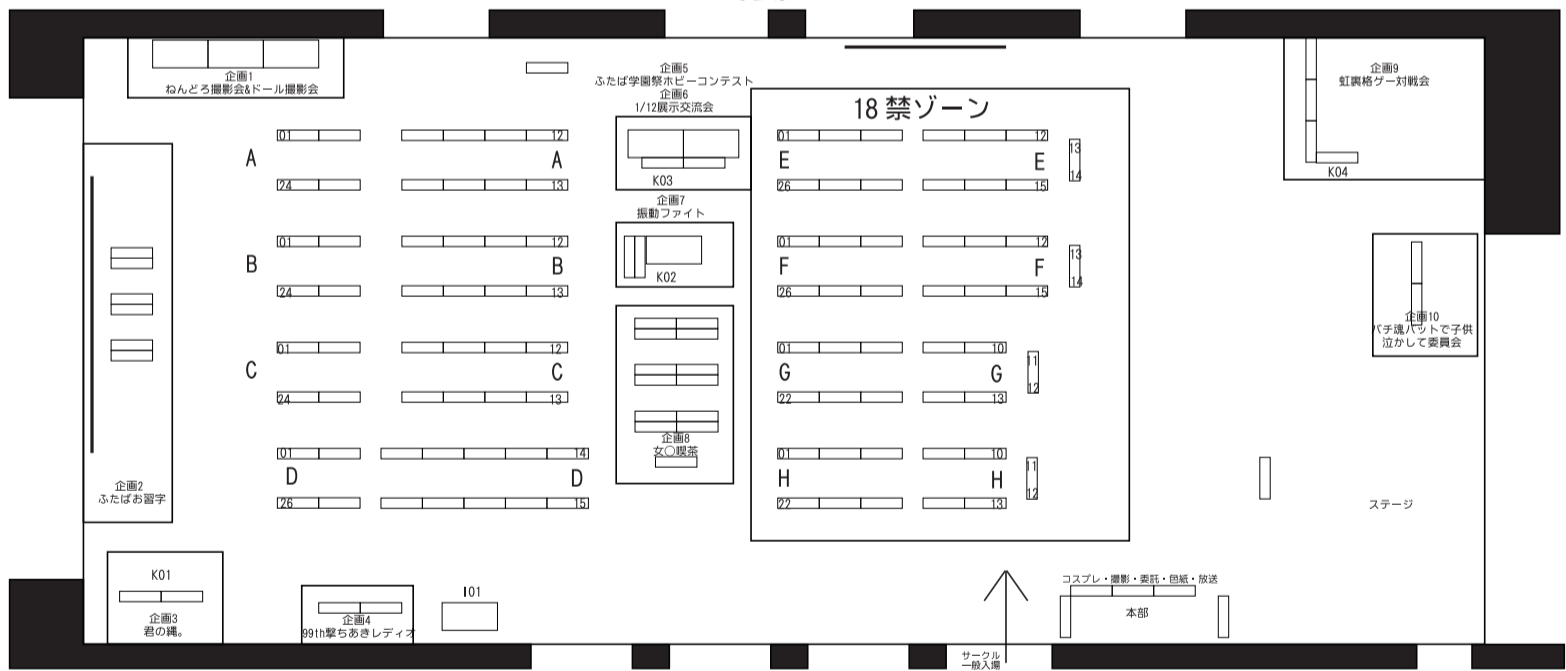 企画1
ねんどろ撮影会&ドール撮影会
企画5
ふたば学園祭ホビーコンテスト
企画6
1/12展示交流会
18禁ゾーン
企画9
虹裏格ゲー対戦会
K04
01
12
A
A
24
13
K03
01
12
E
E
13
14
26
15
企画7
振動ファイト
K02
01
12
B
B
24
13
01
12
F
F
13
14
26
15
企画10
バチ魂バットで子供
泣かして委員会
01
12
C
C
24
13
01
10
G
G
11
12
22
13
企画8
女○喫茶
01
14
D
D
26
15
01
10
H
H
11
12
22
13
企画2
ふたばお習字
ステージ
K01
企画3
君の縄。
企画4
99th撃ちあきレディオ
I01
サークル
一般入場
コスプレ・撮影・委託・色紙・放送
本部